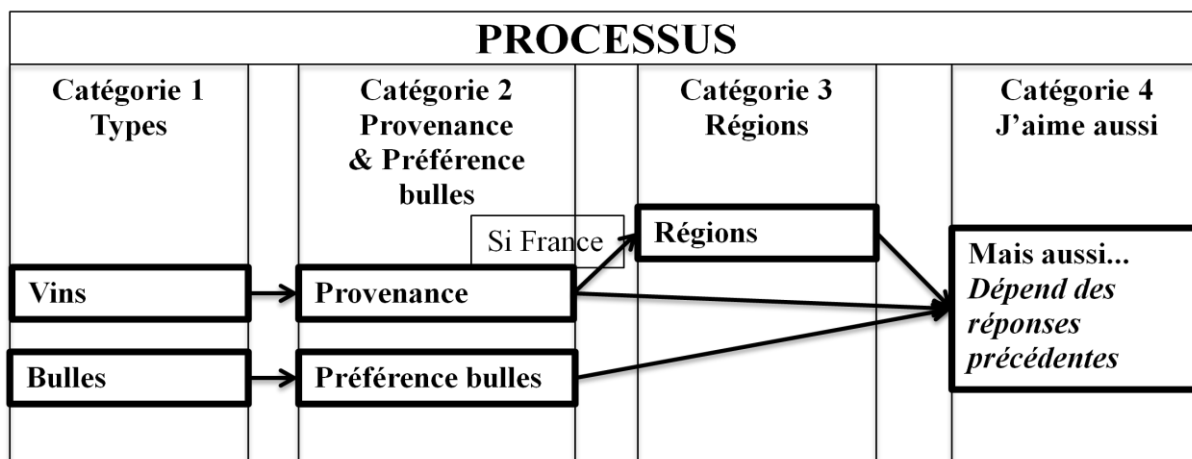 PROCESSUS
Catégorie 1
Types
Catégorie 2
Provenance
& Préférence
bulles
Catégorie 3
Régions
Catégorie 4
J’aime aussi
Si France
Régions
Vins
Provenance
Mais aussi...
Dépend des
réponses
précédentes
Bulles
Préférence bulles